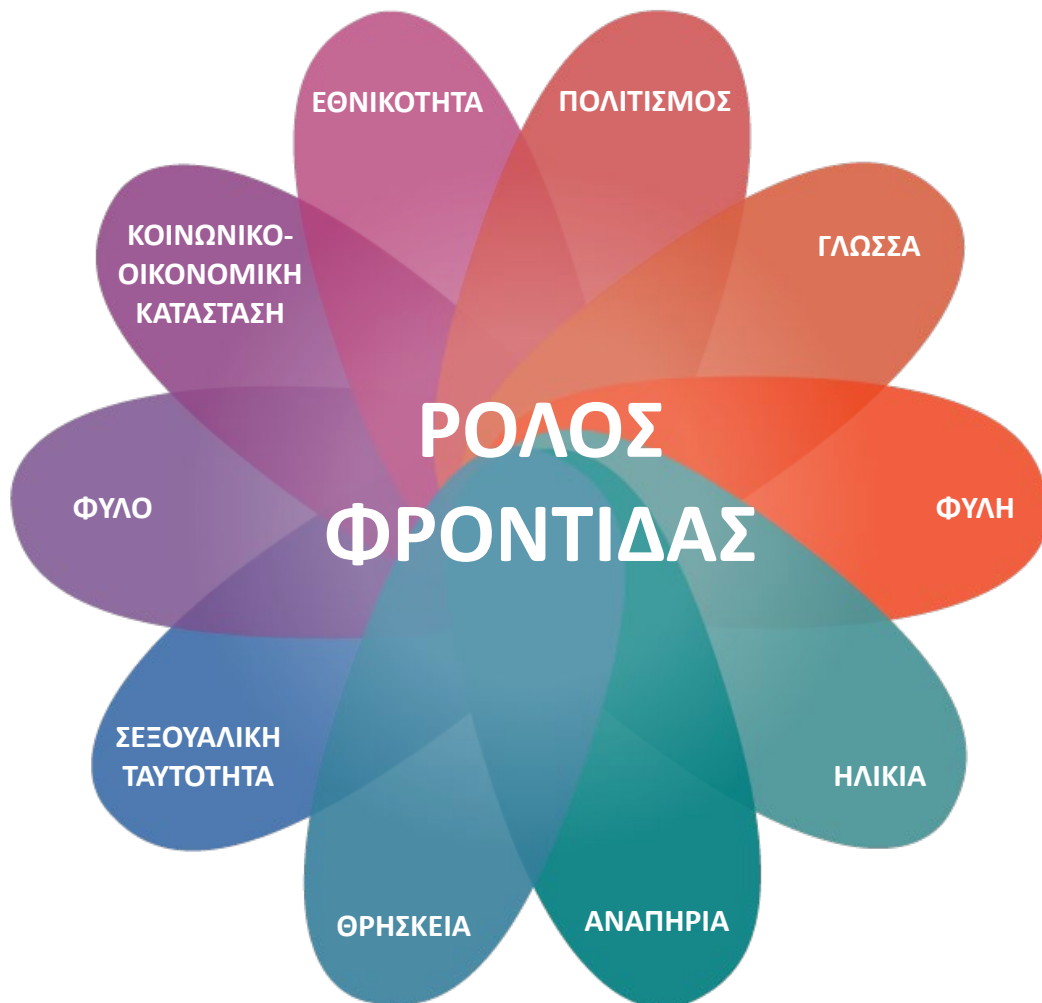 ΕΘΝΙΚΟΤΗΤΑ
ΠΟΛΙΤΙΣΜΟΣ
ΚΟΙΝΩΝΙΚΟ-
ΟΙΚΟΝΟΜΙΚΗ
ΚΑΤΑΣΤΑΣΗ
ΓΛΩΣΣΑ
ΡΟΛΟΣ
ΦΡΟΝΤΙΔΑΣ
ΦΥΛΟ
ΦΥΛΗ
ΣΕΞΟΥΑΛΙΚΗ
ΤΑΥΤΟΤΗΤΑ
ΗΛΙΚΙΑ
ΘΡΗΣΚΕΙΑ
ΑΝΑΠΗΡΙΑ